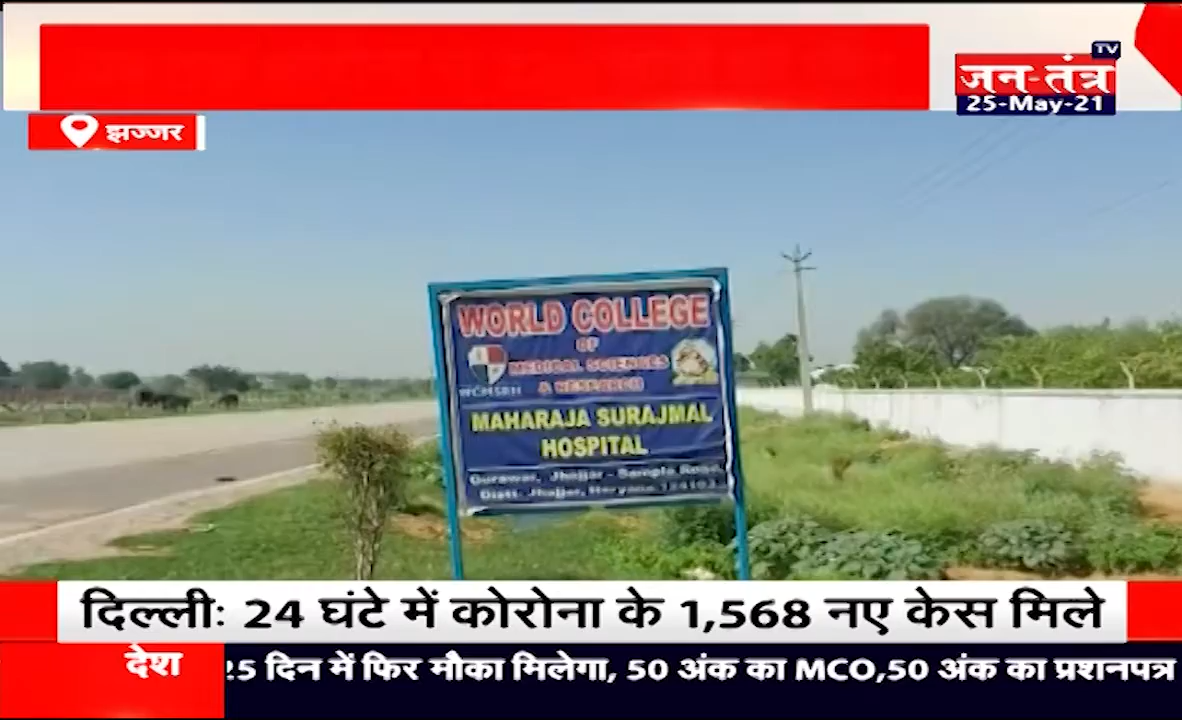 TV
जन-तंत्र
25-May-21
झज्जर
WORLD COLLEGE
OF
MEDICAL SCIENCES
& RESEARCH
WCMSRH
MAHARAJA SURAJMAL
HOSPITAL
Gurawar, Jhajjar - Sampla Road,
Distt. Jhajjar, Haryana
दिल्लीः 24 घंटे में कोरोना के 1,568 नए केस मिले
देश
25 दिन में फिर मौका मिलेगा, 50 अंक का MCO,50 अंक का प्रशनपत्र